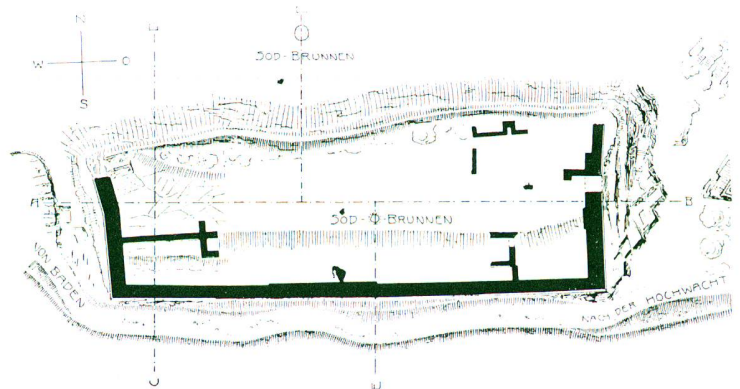 N
W O
S
SOD-BRUNNEN
A B
SOD-BRUNNEN
VON BADEN
NACH DER HOCHWACHT
C E